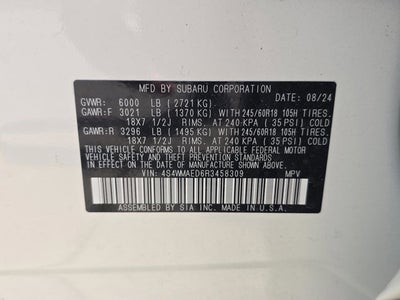 MFD BY SUBARU CORPORATION
DATE: 08/24
GVWR: 6000 LB (2721 KG)
GAWR:F 3021 LB (1370 KG) WITH 245/60R18 105H TIRES,
18X7 1/2J RIMS, AT 240 KPA (35 PSI) COLD
GAWR:R 3296 LB (1495 KG) WITH 245/60R18 105H TIRES,
18X7 1/2J RIMS, AT 240 KPA (35 PSI) COLD
THIS VEHICLE CONFORMS TO ALL APPLICABLE FEDERAL MOTOR
VEHICLE SAFETY AND THEFT PREVENTION STANDARDS IN EFFECT
ON THE DATE OF MANUFACTURE SHOWN ABOVE.
VIN: 4S4WMAED6R3458309 MPV
ASSEMBLED BY SIA INC. MADE IN U.S.A.